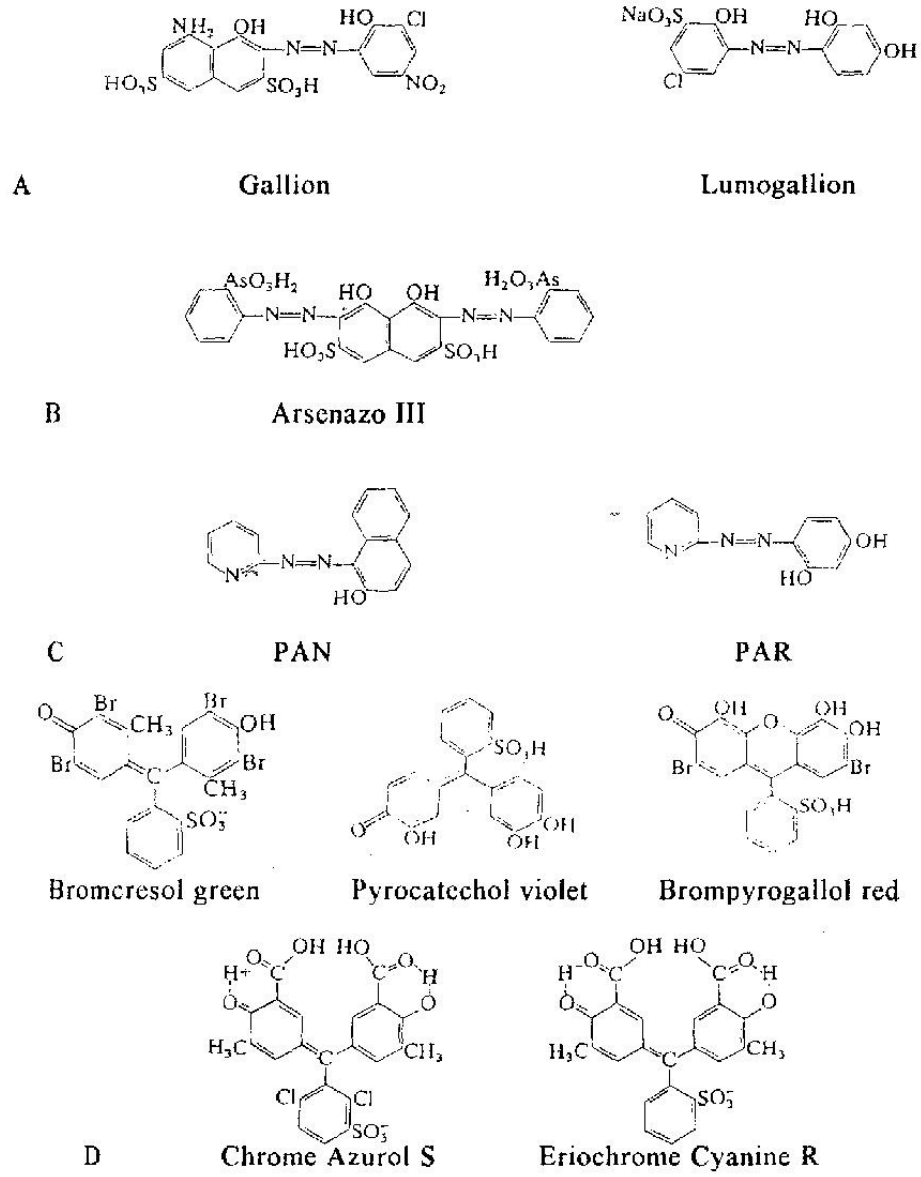 NH₂ OH N=N HO Cl
HO₃S SO₃H NO₂
NaO₃S OH N=N HO OH
Cl
A Gallion Lumogallion
AsO₃H₂ H₂O₃As
N=N HO OH N=N
HO₃S SO₃H
B Arsenazo III
N N=N HO
N N=N OH
HO
C PAN PAR
O Br CH₃ Br OH
Br C Br
CH₃
SO₃⁻
SO₃H
O OH OH OH
O OH O OH OH
Br Br
SO₃H
Bromcresol green Pyrocatechol violet Brompyrogallol red
O OH HO O
H+ C C H
O O
H₃C C CH₃
Cl Cl
SO₃⁻
O OH HO O
H C C H
O O
H₃C C CH₃
SO₃⁻
D Chrome Azurol S Eriochrome Cyanine R